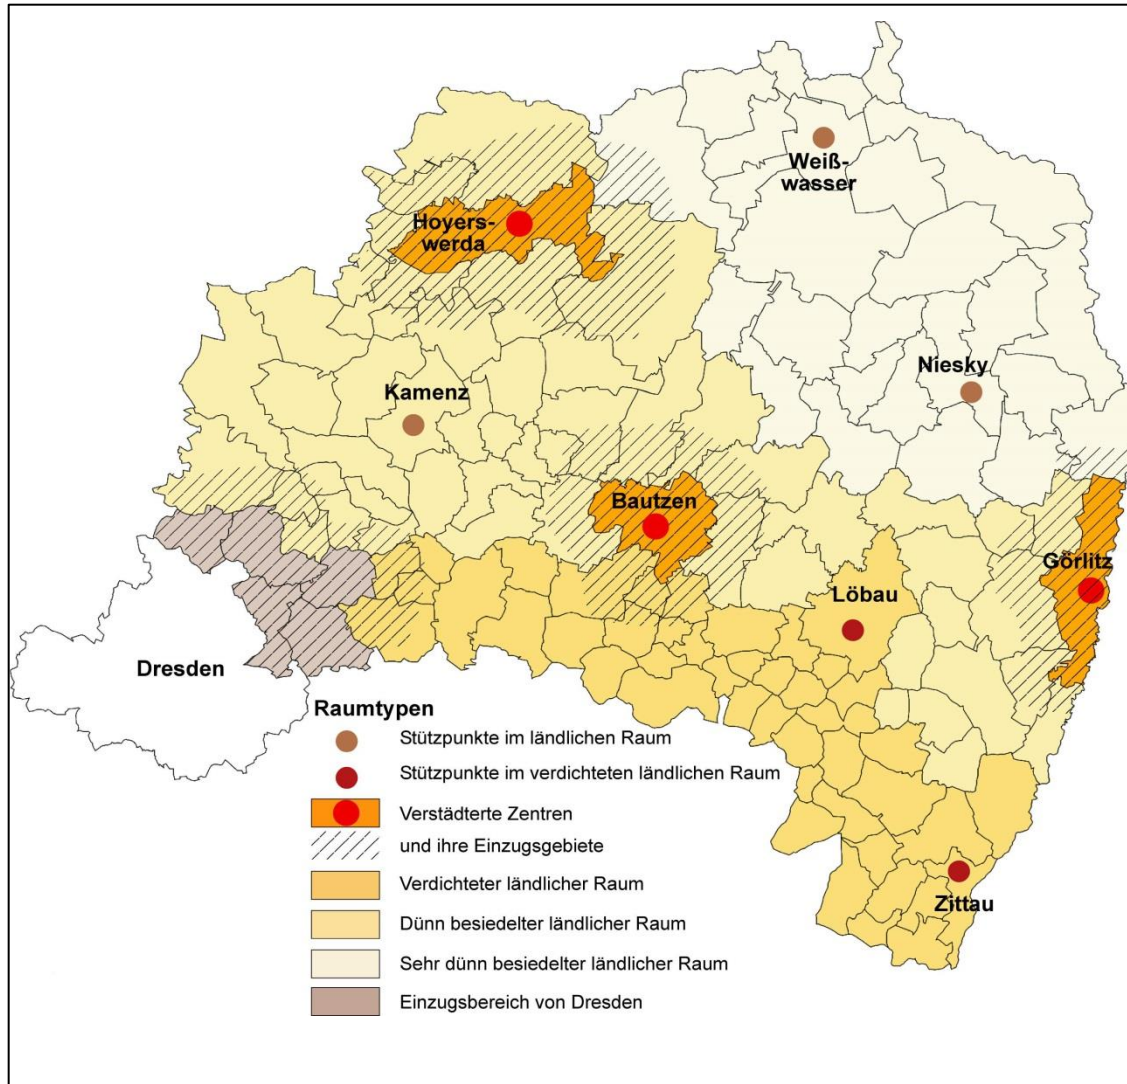 Weiß-
wasser
Hoyers-
werda
Niesky
Kamenz
Bautzen
Görlitz
Löbau
Dresden
Zittau
Raumtypen
Stützpunkte im ländlichen Raum
Stützpunkte im verdichteten ländlichen Raum
Verstädterte Zentren
und ihre Einzugsgebiete
Verdichteter ländlicher Raum
Dünn besiedelter ländlicher Raum
Sehr dünn besiedelter ländlicher Raum
Einzugsbereich von Dresden